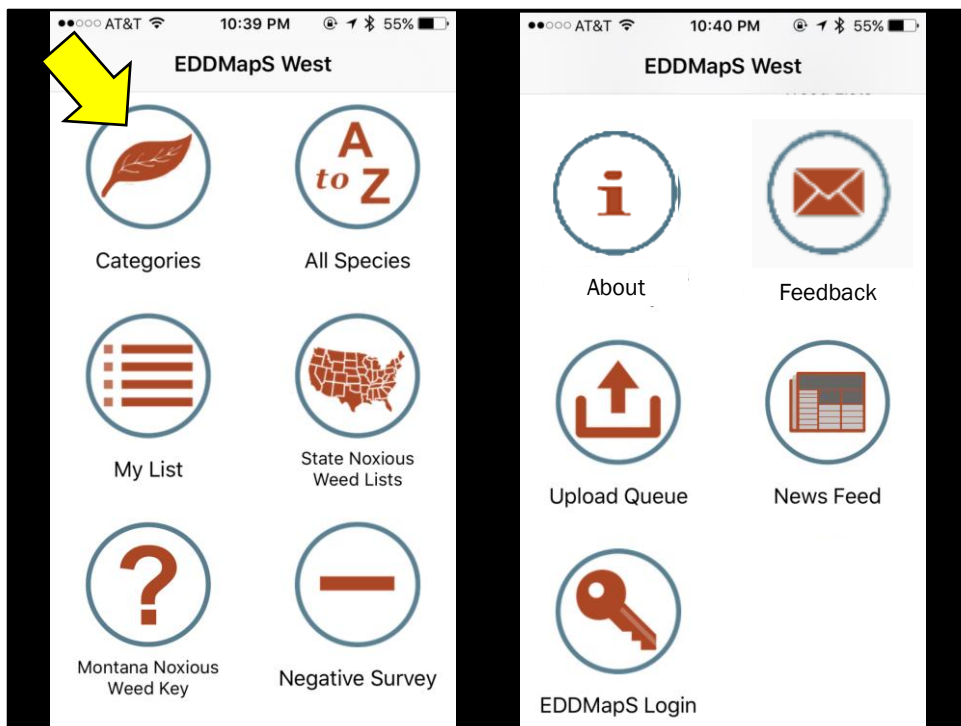 AT&T 10:39 PM 55%
EDDMapS West
A
to Z
Categories
All Species
My List
State Noxious
Weed Lists
?
Montana Noxious
Weed Key
Negative Survey
AT&T 10:40 PM 55%
EDDMapS West
i
About
Feedback
Upload Queue
News Feed
EDDMapS Login